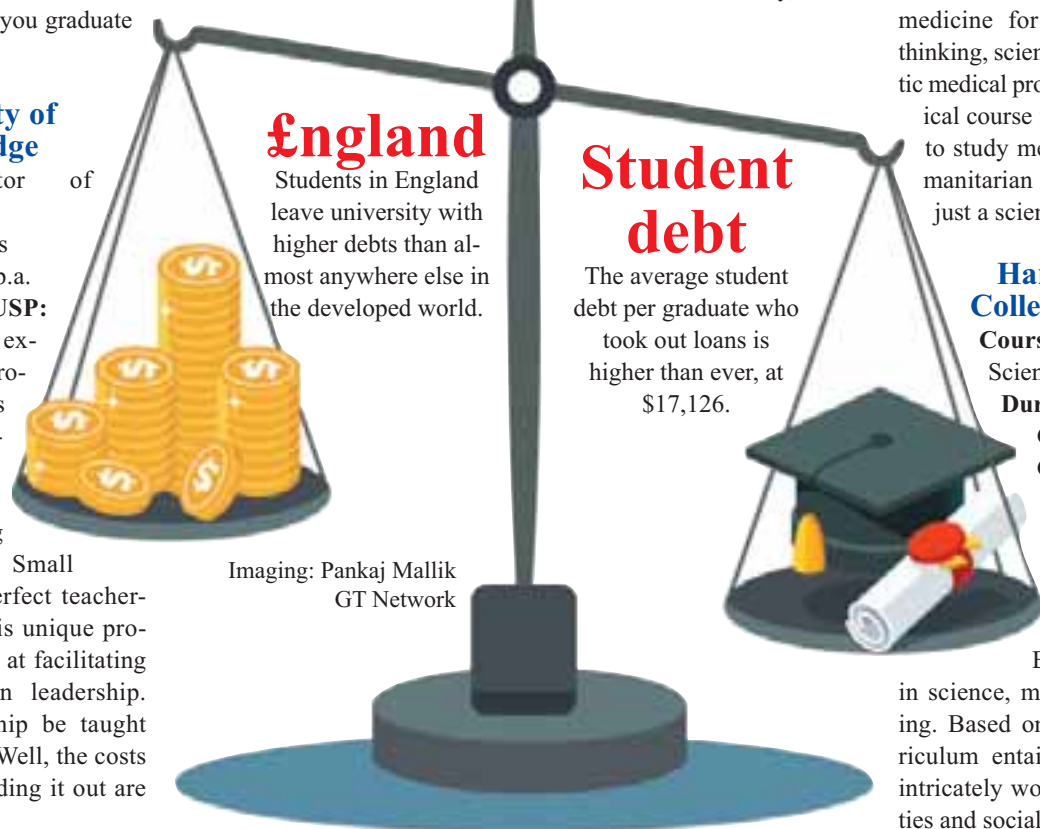 you graduate
ty of
dge
tor of
s
p.a.
USP:
ex-
ro-
s
g
Small
erfect teacher-
is unique pro-
at facilitating
n leadership.
hip be taught
Well, the costs
ding it out are
£ngland
Students in England
leave university with
higher debts than al-
most anywhere else in
the developed world.
Imaging: Pankaj Mallik
GT Network
Student
debt
The average student
debt per graduate who
took out loans is
higher than ever, at
$17,126.
medicine for
thinking, scien
tic medical pro
ical course
to study me
manitarian
just a scien
Har
Colle
Cours
Scien
Dur
in science, m
ing. Based on
riculum entai
intricately wo
ties and social